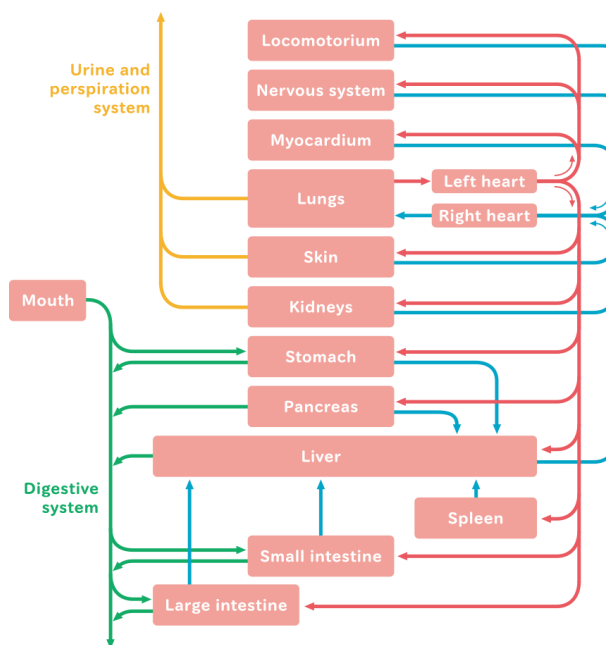 Locomotorium
Urine and
perspiration
system
Nervous system
Myocardium
Lungs
Left heart
Right heart
Skin
Mouth
Kidneys
Stomach
Pancreas
Liver
Digestive
system
Spleen
Small intestine
Large intestine